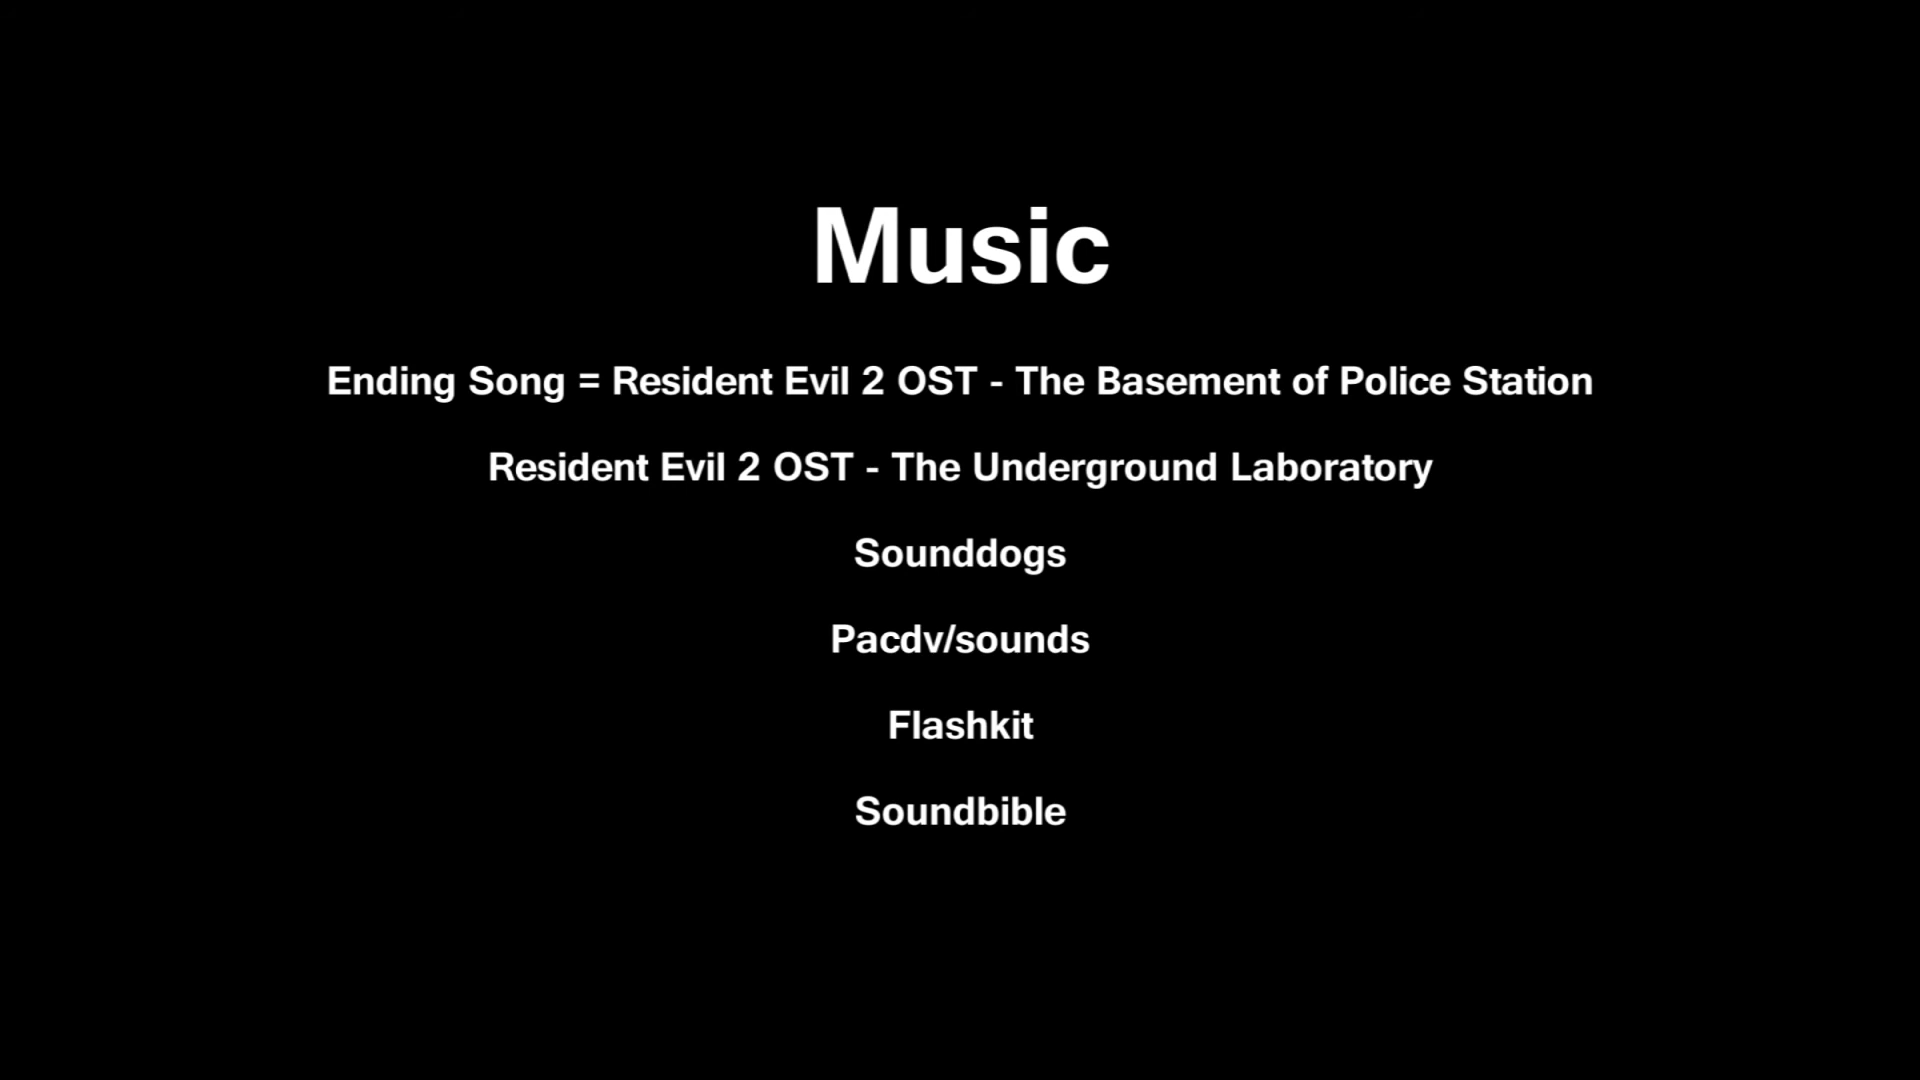 Music
Ending Song = Resident Evil 2 OST - The Basement of Police Station
Resident Evil 2 OST - The Underground Laboratory
Sounddogs
Pacdv/sounds
Flashkit
Soundbible